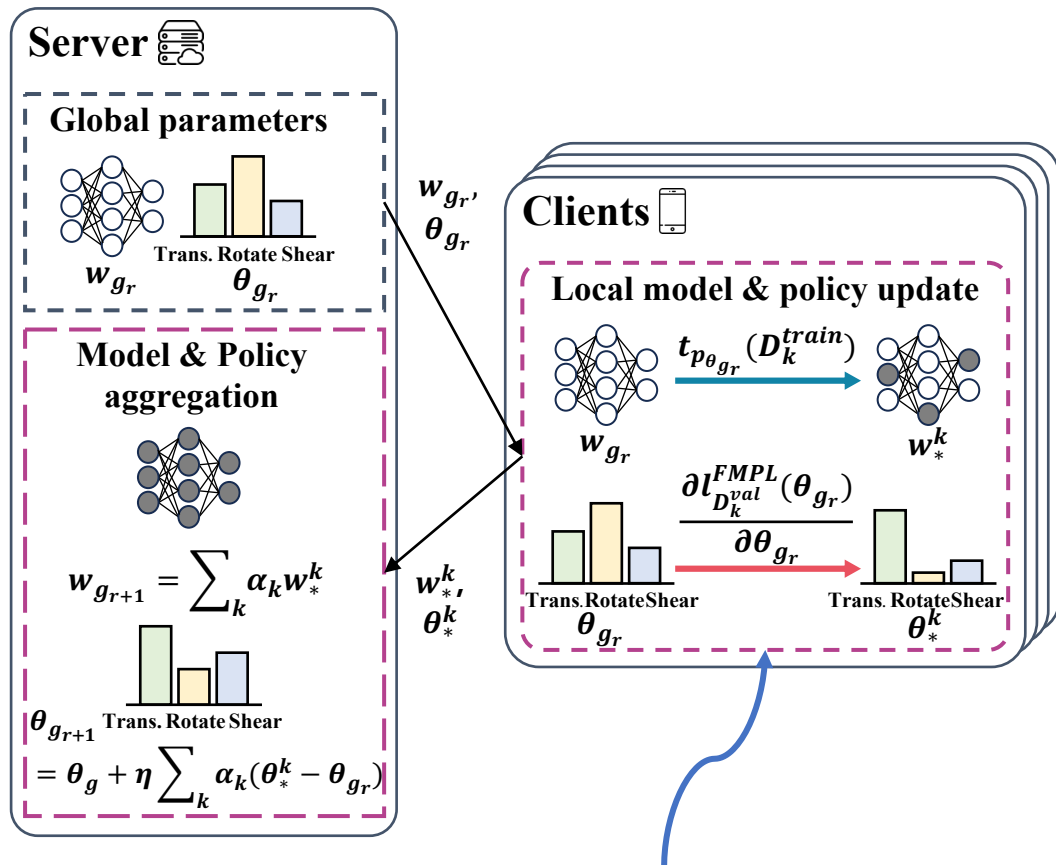 Server
Global parameters
Trans. Rotate Shear
w_{g_r}
θ_{g_r}
Model & Policy
aggregation
w_{g_{r+1}} = ∑_k α_k w_*^k
Trans. Rotate Shear
θ_{g_{r+1}}
= θ_g + η ∑_k α_k(θ_*^k − θ_{g_r})
w_{g_r},
θ_{g_r}
w_*^k,
θ_*^k
Clients
Local model & policy update
t_{p_{θ_{g_r}}}(D_k^{train})
w_{g_r}
w_*^k
∂l_{D_k^{val}}^{FMPL}(θ_{g_r})
∂θ_{g_r}
Trans. Rotate Shear
Trans. Rotate Shear
θ_{g_r}
θ_*^k